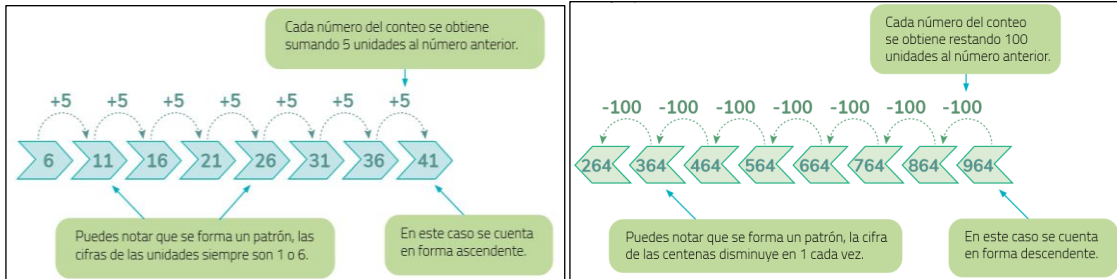 Cada número del conteo se obtiene
sumando 5 unidades al número anterior.
+5 +5 +5 +5 +5 +5 +5
6 11 16 21 26 31 36 41
Puedes notar que se forma un patrón, las
cifras de las unidades siempre son 1 o 6.
En este caso se cuenta
en forma ascendente.
Cada número del conteo
se obtiene restando 100
unidades al número anterior.
-100 -100 -100 -100 -100 -100 -100
264 364 464 564 664 764 864 964
Puedes notar que se forma un patrón, la cifra
de las centenas disminuye en 1 cada vez.
En este caso se cuenta
en forma descendente.